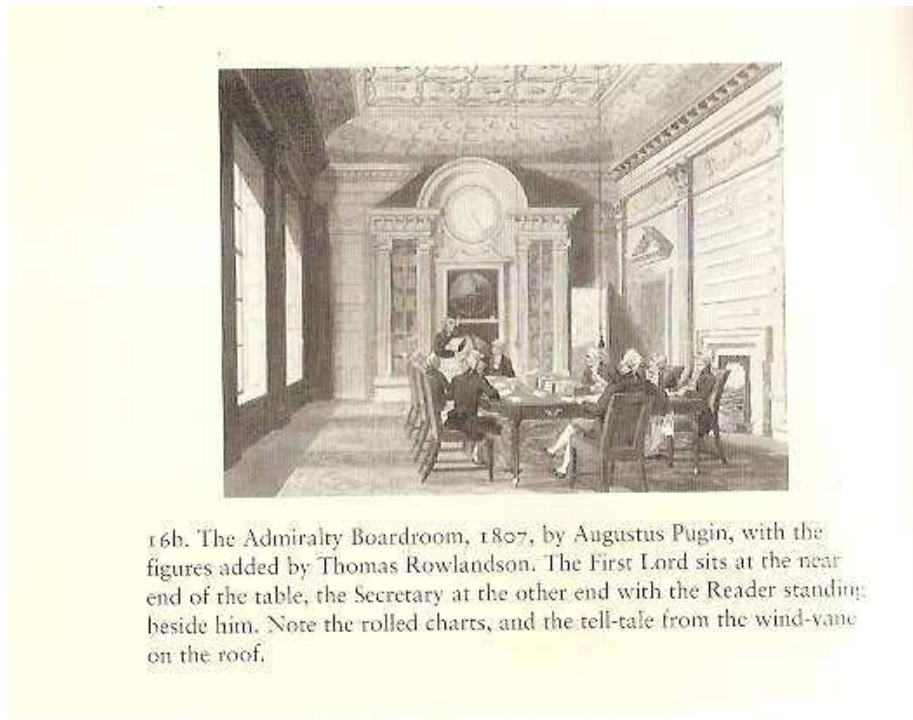 16b. The Admiralty Boardroom, 1807, by Augustus Pugin, with the
figures added by Thomas Rowlandson. The First Lord sits at the near
end of the table, the Secretary at the other end with the Reader standing
beside him. Note the rolled charts, and the tell-tale from the wind-vane
on the roof.